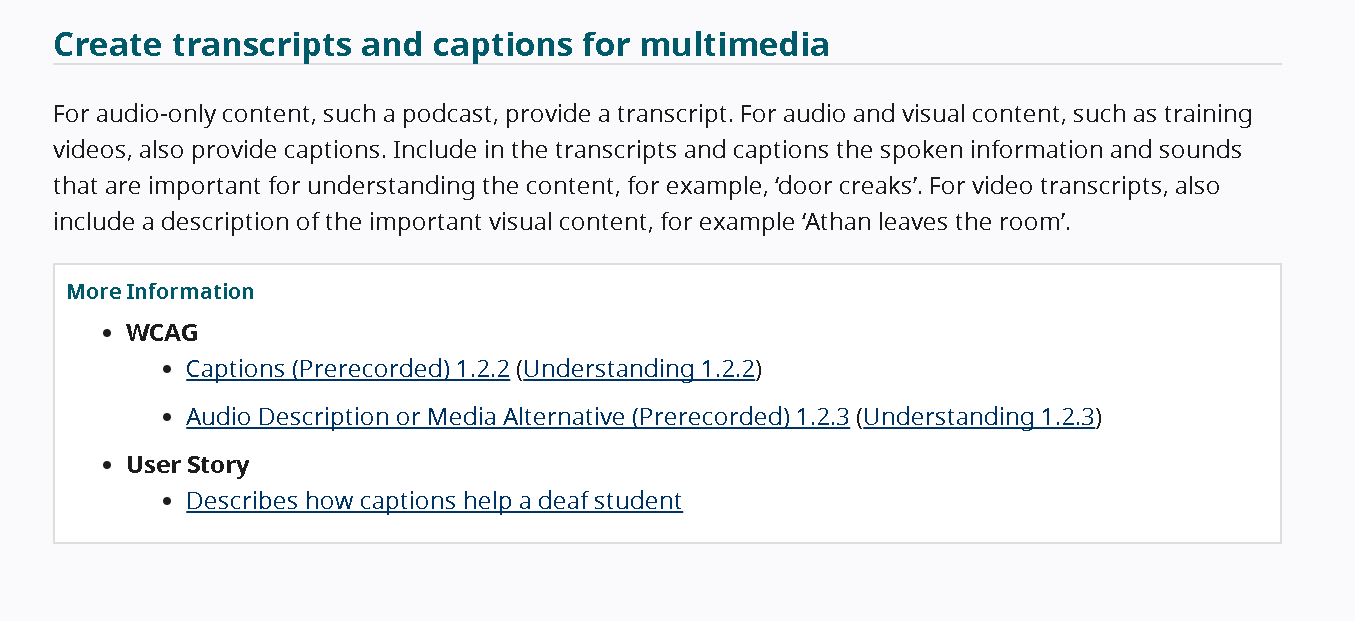 Create transcripts and captions for multimedia
For audio-only content, such a podcast, provide a transcript. For audio and visual content, such as training
videos, also provide captions. Include in the transcripts and captions the spoken information and sounds
that are important for understanding the content, for example, ‘door creaks’. For video transcripts, also
include a description of the important visual content, for example ‘Athan leaves the room’.
More Information
• WCAG
• Captions (Prerecorded) 1.2.2 (Understanding 1.2.2)
• Audio Description or Media Alternative (Prerecorded) 1.2.3 (Understanding 1.2.3)
• User Story
• Describes how captions help a deaf student